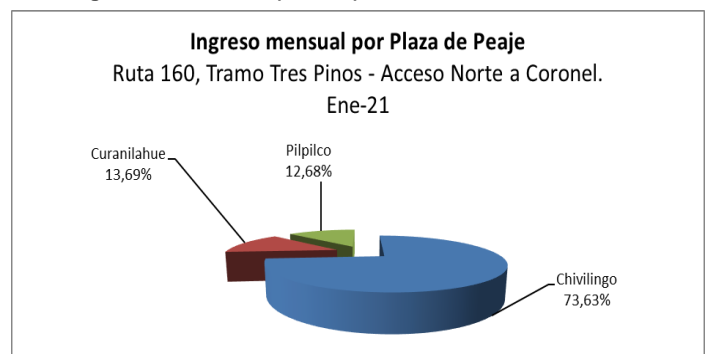 Ingreso mensual por Plaza de Peaje
Ruta 160, Tramo Tres Pinos - Acceso Norte a Coronel.
Ene-21
Curanilahue
13,69%
Pilpilco
12,68%
Chivilingo
73,63%